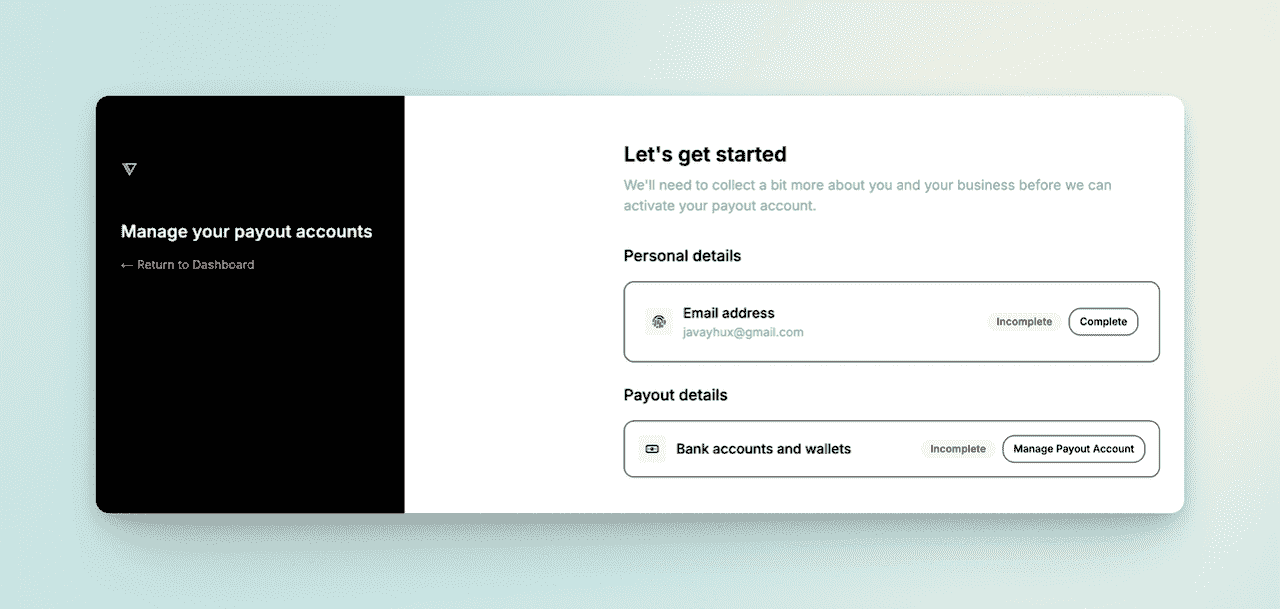 Manage your payout accounts
← Return to Dashboard
Let's get started
We'll need to collect a bit more about you and your business before we can
activate your payout account.
Personal details
Email address
javayhux@gmail.com
Incomplete
Complete
Payout details
Bank accounts and wallets
Incomplete
Manage Payout Account